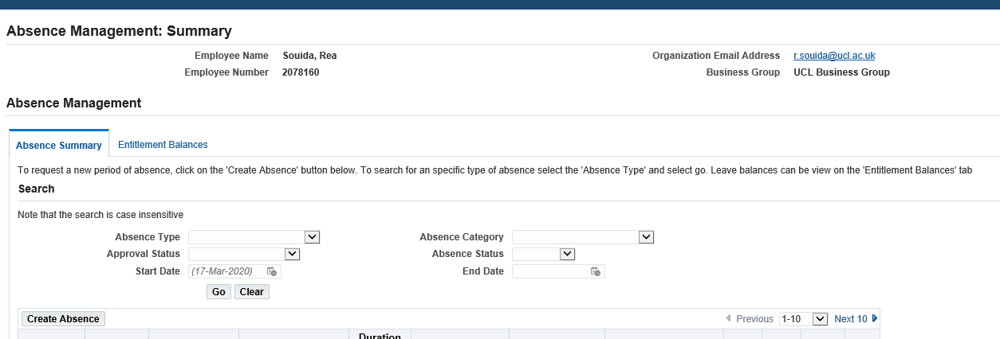 Absence Management: Summary
Employee Name Souida, Rea Organization Email Address r.souida@ucl.ac.uk
Employee Number 2078160 Business Group UCL Business Group
Absence Management
Absence Summary Entitlement Balances
To request a new period of absence, click on the 'Create Absence' button below. To search for an specific type of absence select the 'Absence Type' and select go. Leave balances can be view on the 'Entitlement Balances' tab
Search
Note that the search is case insensitive
Absence Type Absence Category
Approval Status Absence Status
Start Date (17-Mar-2020) End Date
Go Clear
Create Absence Previous 1-10 Next 10
Duration